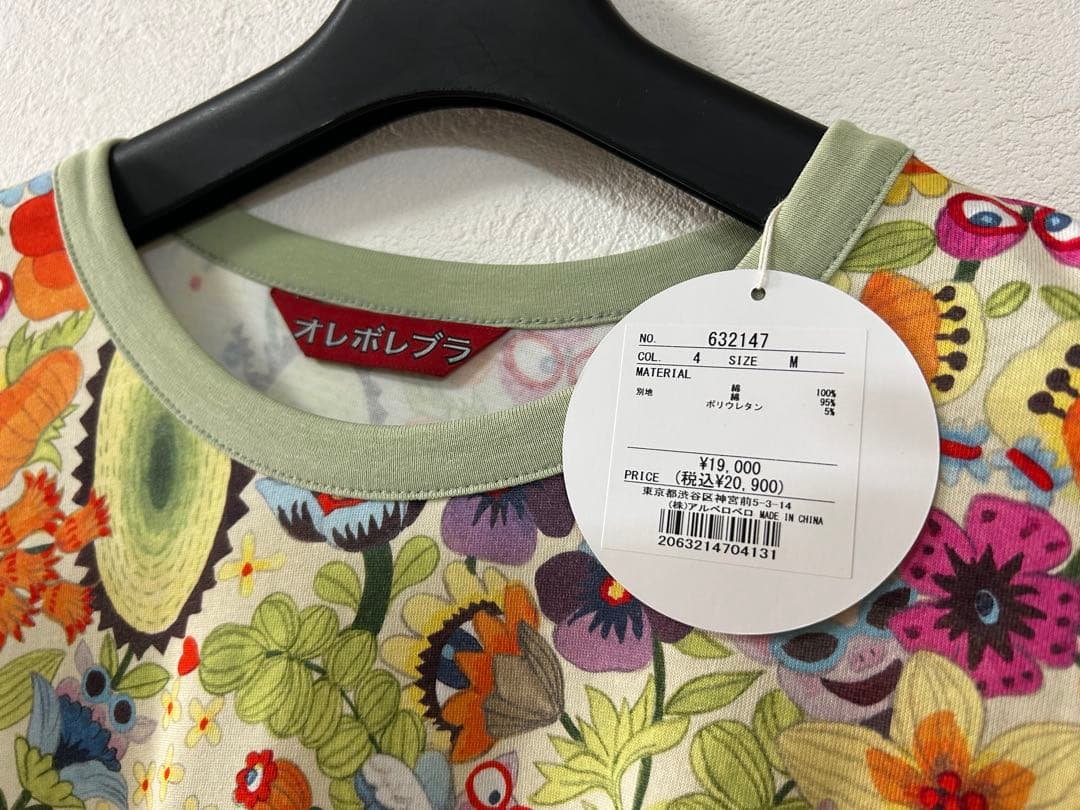 オレボレブラ
NO. 632147
COL. 4 SIZE M
MATERIAL
綿 100%
別地 綿 95%
ポリウレタン 5%
¥19,000
PRICE (税込¥20,900)
東京都渋谷区神宮前5-3-14
(株)アルベロベロ MADE IN CHINA
2063214704131